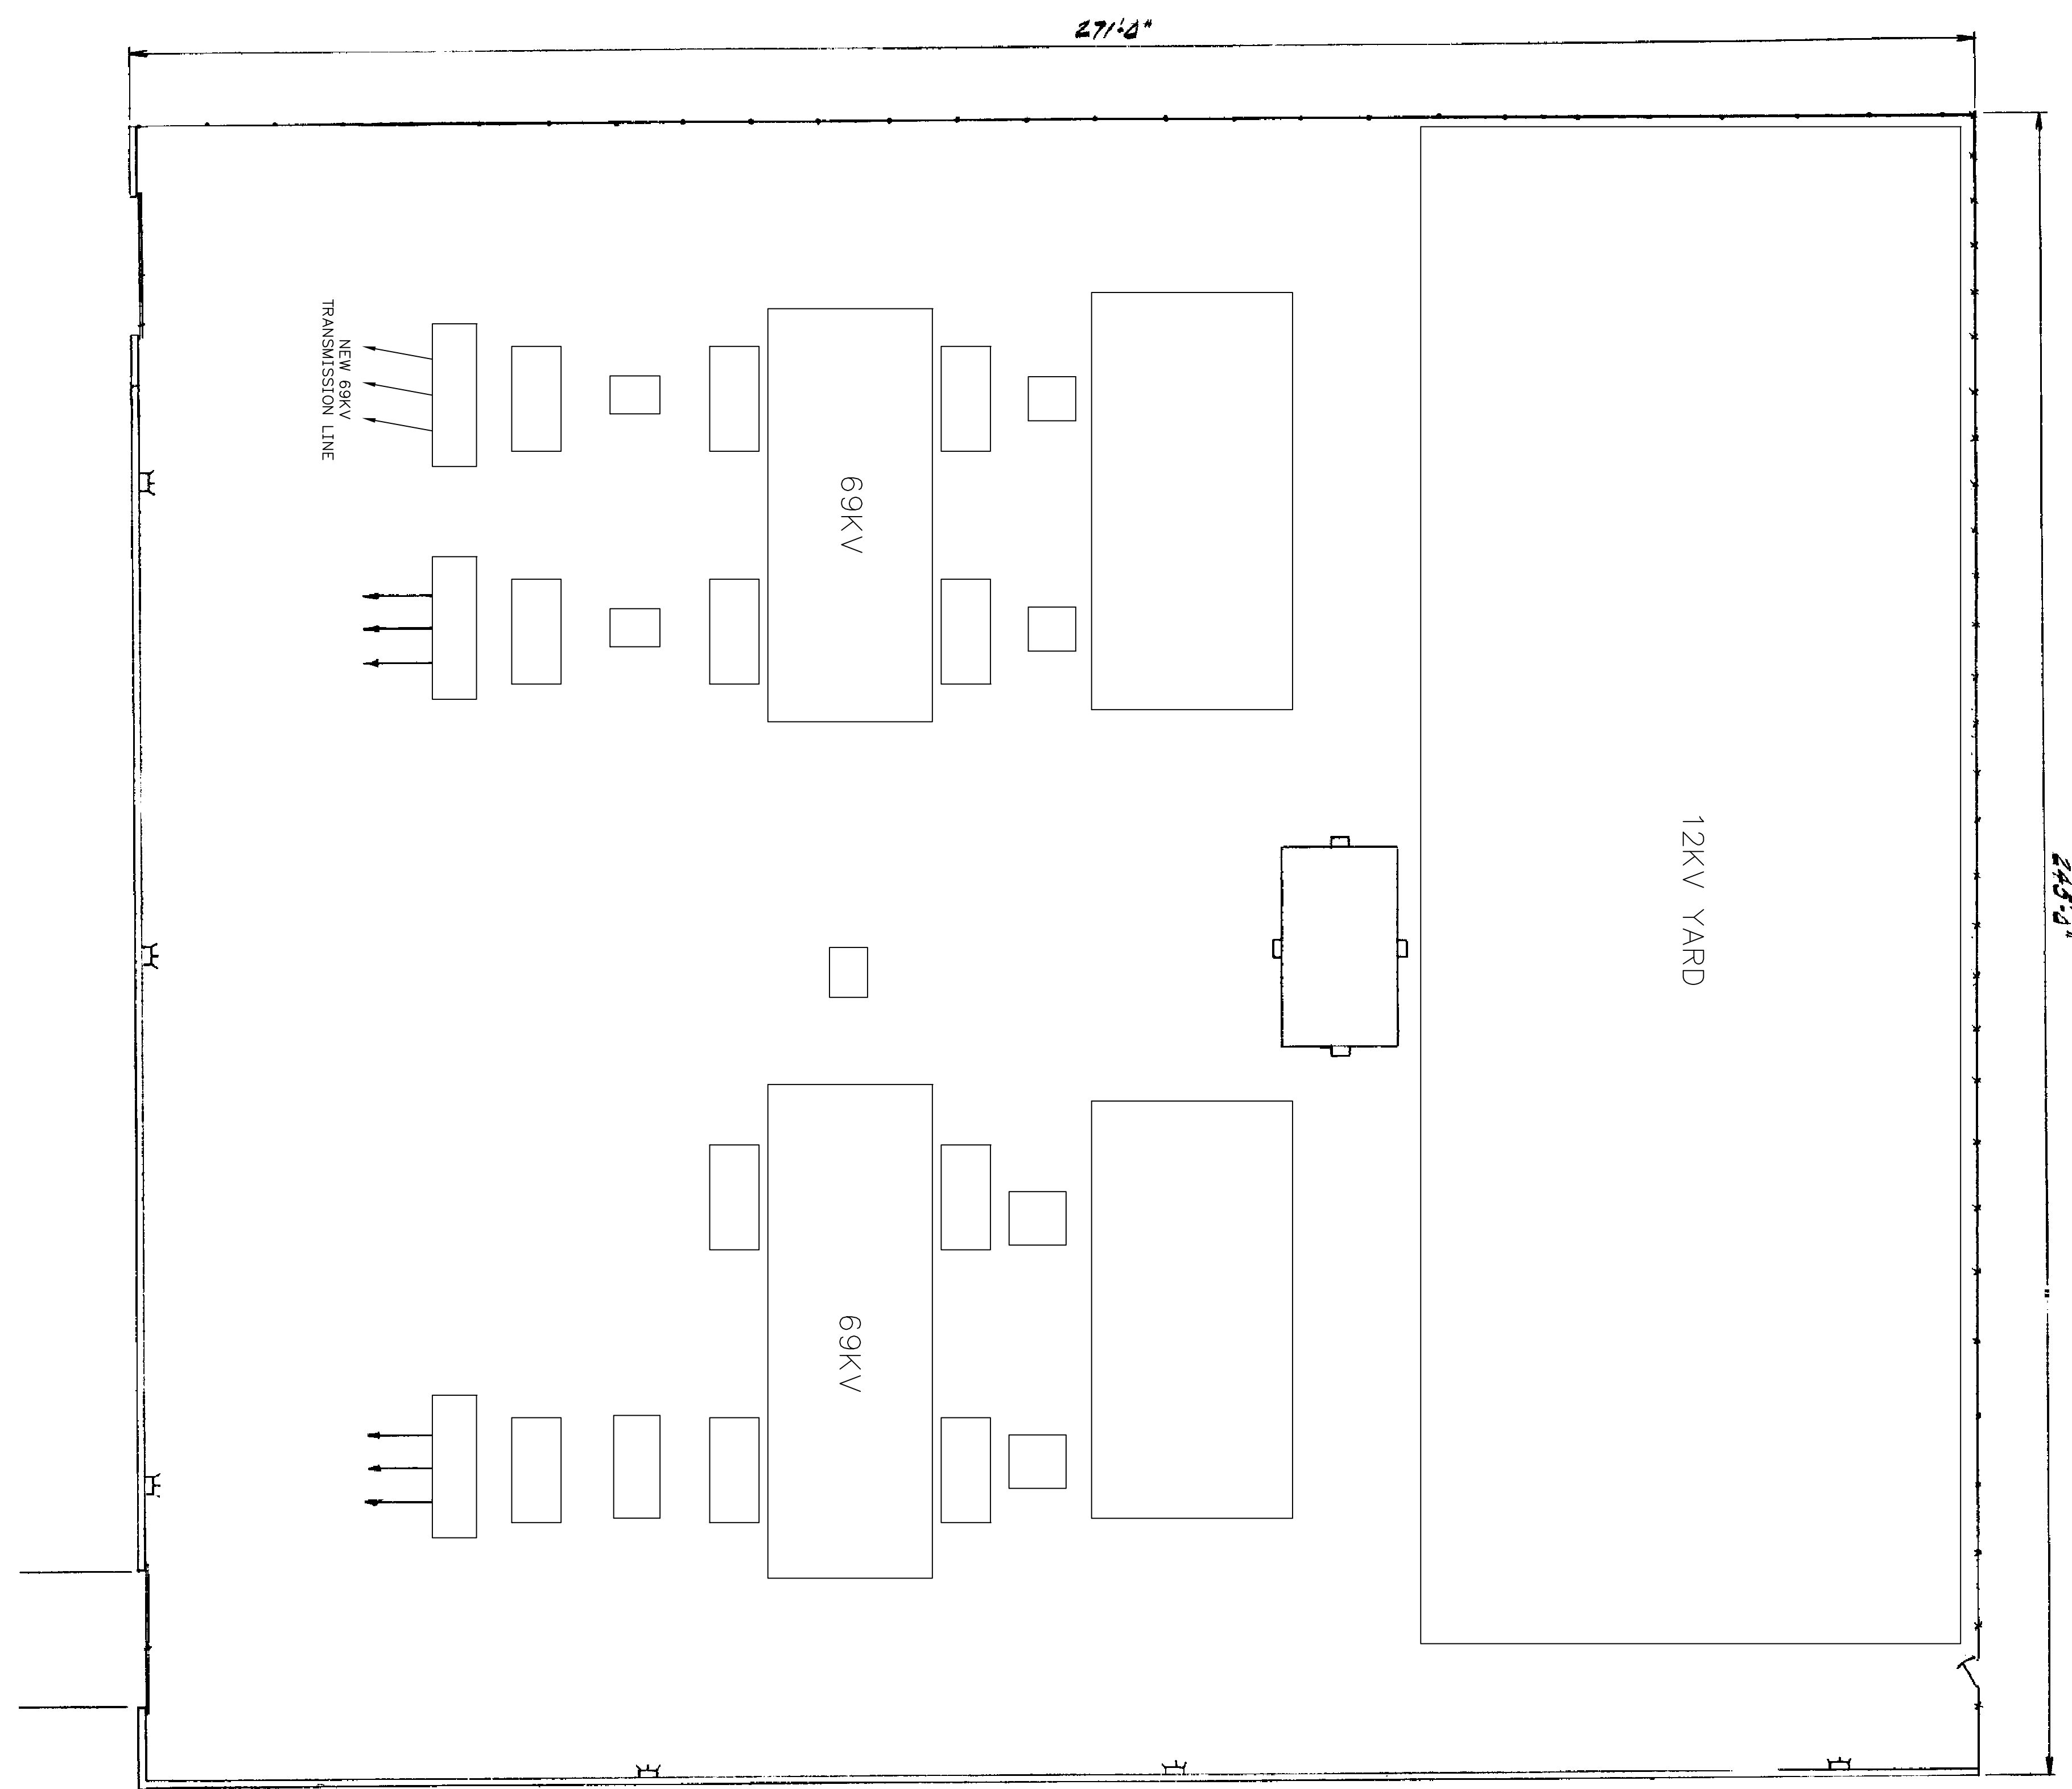 271'-0"
245'-0"
NEW 69KV
TRANSMISSION LINE
69KV
12KV YARD
69KV